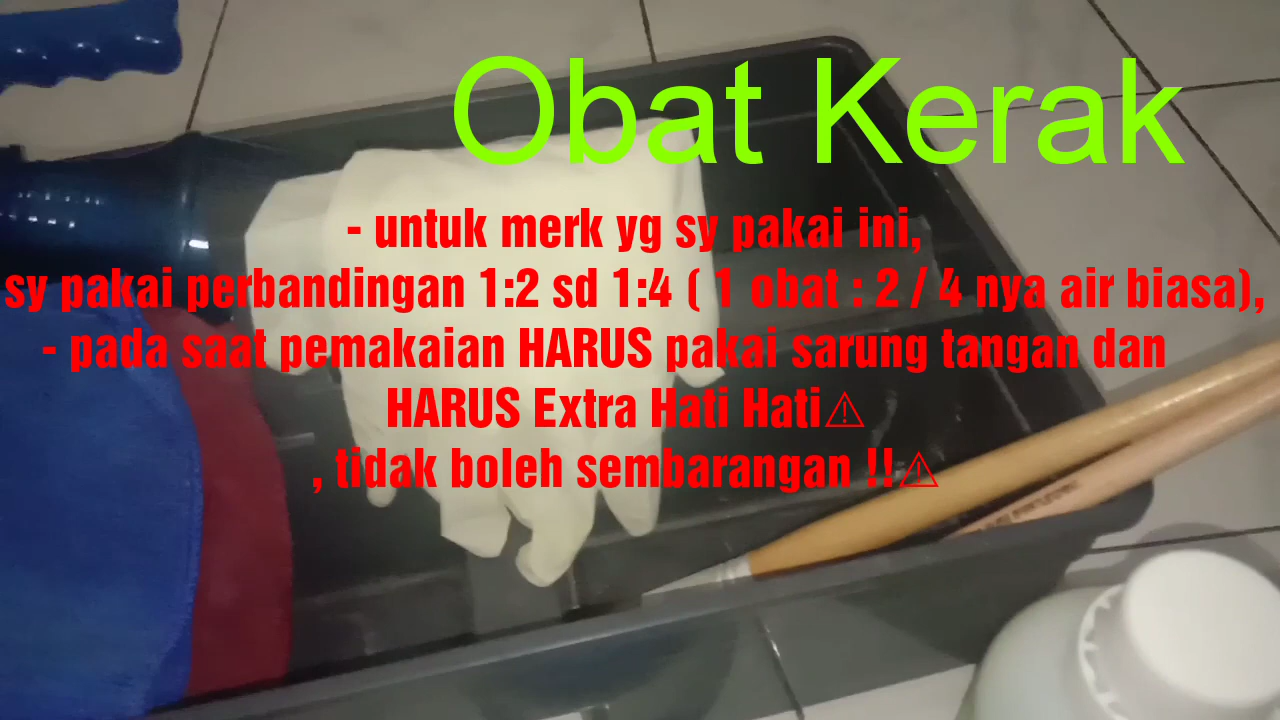 Obat Kerak
- untuk merk yg sy pakai ini,
sy pakai perbandingan 1:2 sd 1:4 ( 1 obat : 2 / 4 nya air biasa),
- pada saat pemakaian HARUS pakai sarung tangan dan
HARUS Extra Hati Hati⚠
, tidak boleh sembarangan !!⚠